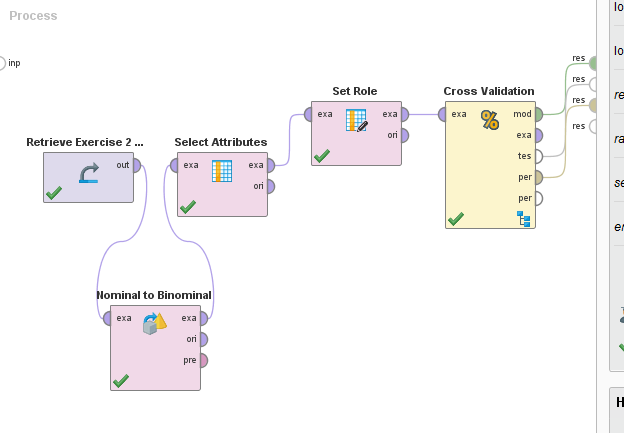 Process
inp
Retrieve Exercise 2 ...
out
Select Attributes
exa
exa
ori
Set Role
exa
exa
ori
Cross Validation
exa
mod
exa
tes
per
per
%
res
res
res
res
Nominal to Binominal
exa
exa
ori
pre
lo
lo
re
ra
se
er
H